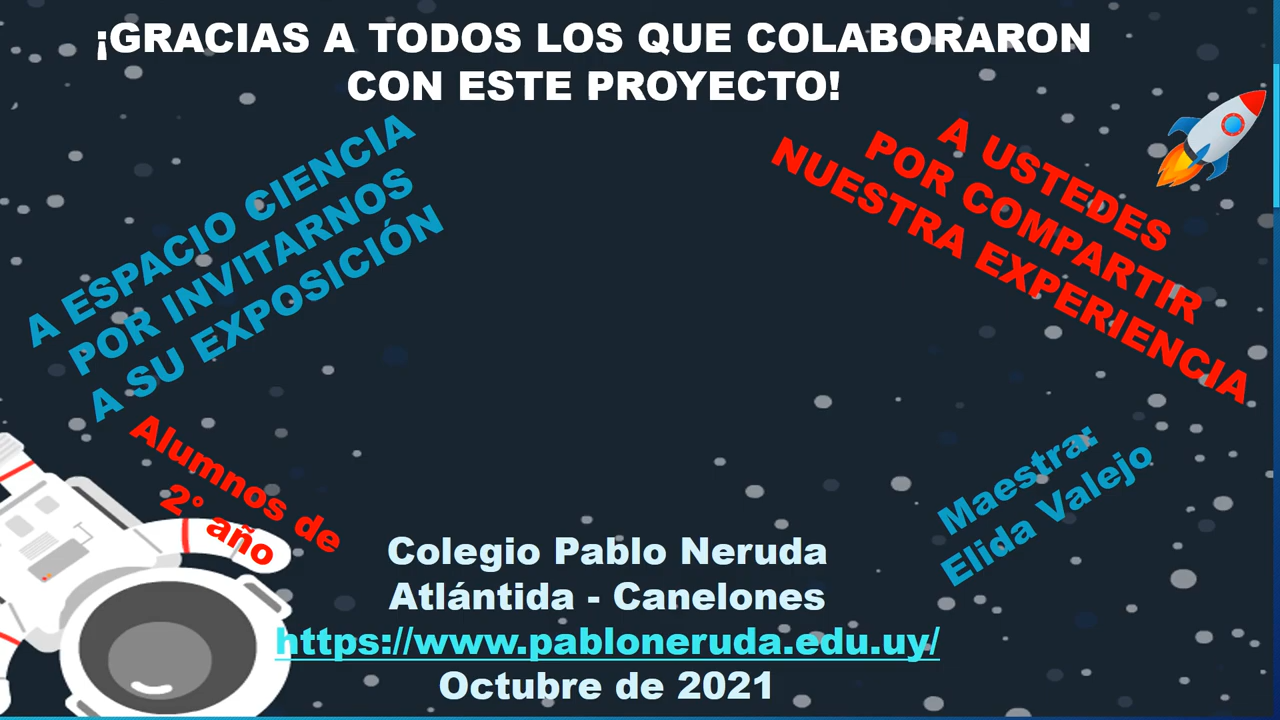 ¡GRACIAS A TODOS LOS QUE COLABORARON
CON ESTE PROYECTO!
A ESPACIO CIENCIA
POR INVITARNOS
A SU EXPOSICIÓN
A USTEDES
POR COMPARTIR
NUESTRA EXPERIENCIA
Alumnos de
2° año
Maestra:
Elida Valejo
Colegio Pablo Neruda
Atlántida - Canelones
https://www.pabloneruda.edu.uy/
Octubre de 2021